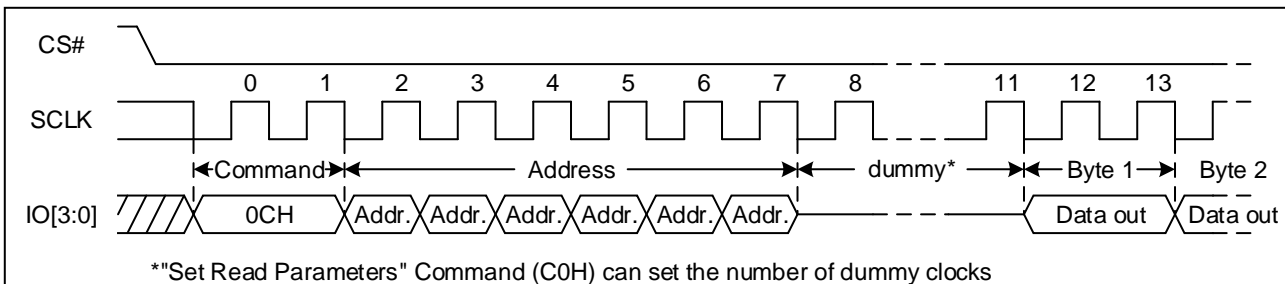 CS#
0 1 2 3 4 5 6 7 8 11 12 13
SCLK
Command Address dummy* Byte 1 Byte 2
IO[3:0] 0CH Addr. Addr. Addr. Addr. Addr. Addr. Data out Data out
*"Set Read Parameters" Command (C0H) can set the number of dummy clocks